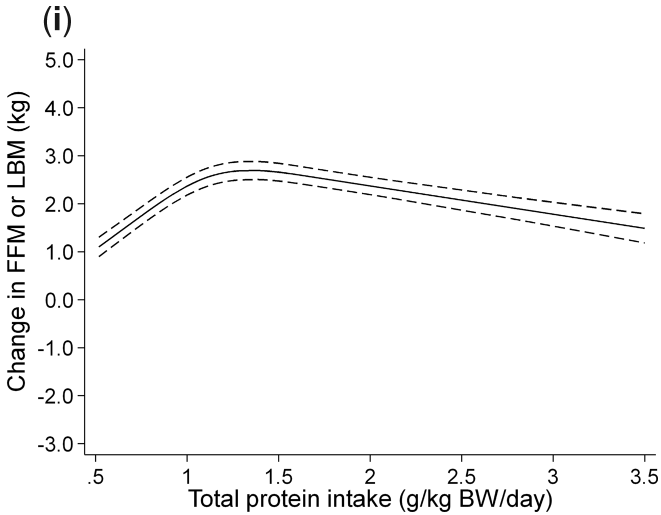 (i)
Change in FFM or LBM (kg)
5.0
4.0
3.0
2.0
1.0
0.0
-1.0
-2.0
-3.0
.5 1 1.5 2 2.5 3 3.5
Total protein intake (g/kg BW/day)